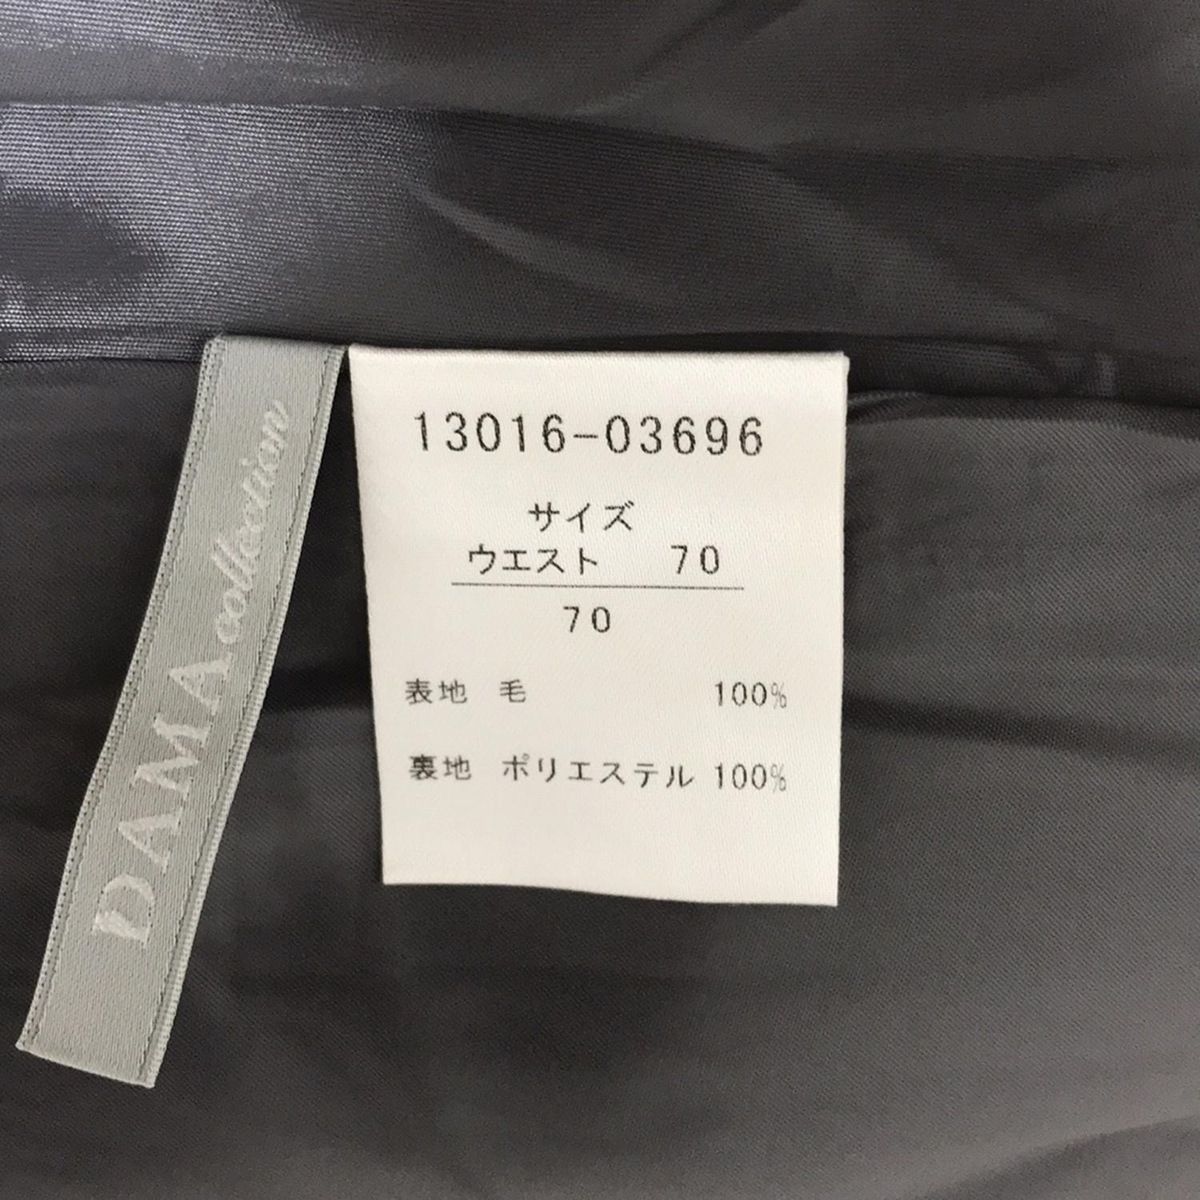 DAMA collection
13016-03696
サイズ
ウエスト 70
70
表地 毛 100%
裏地 ポリエステル 100%